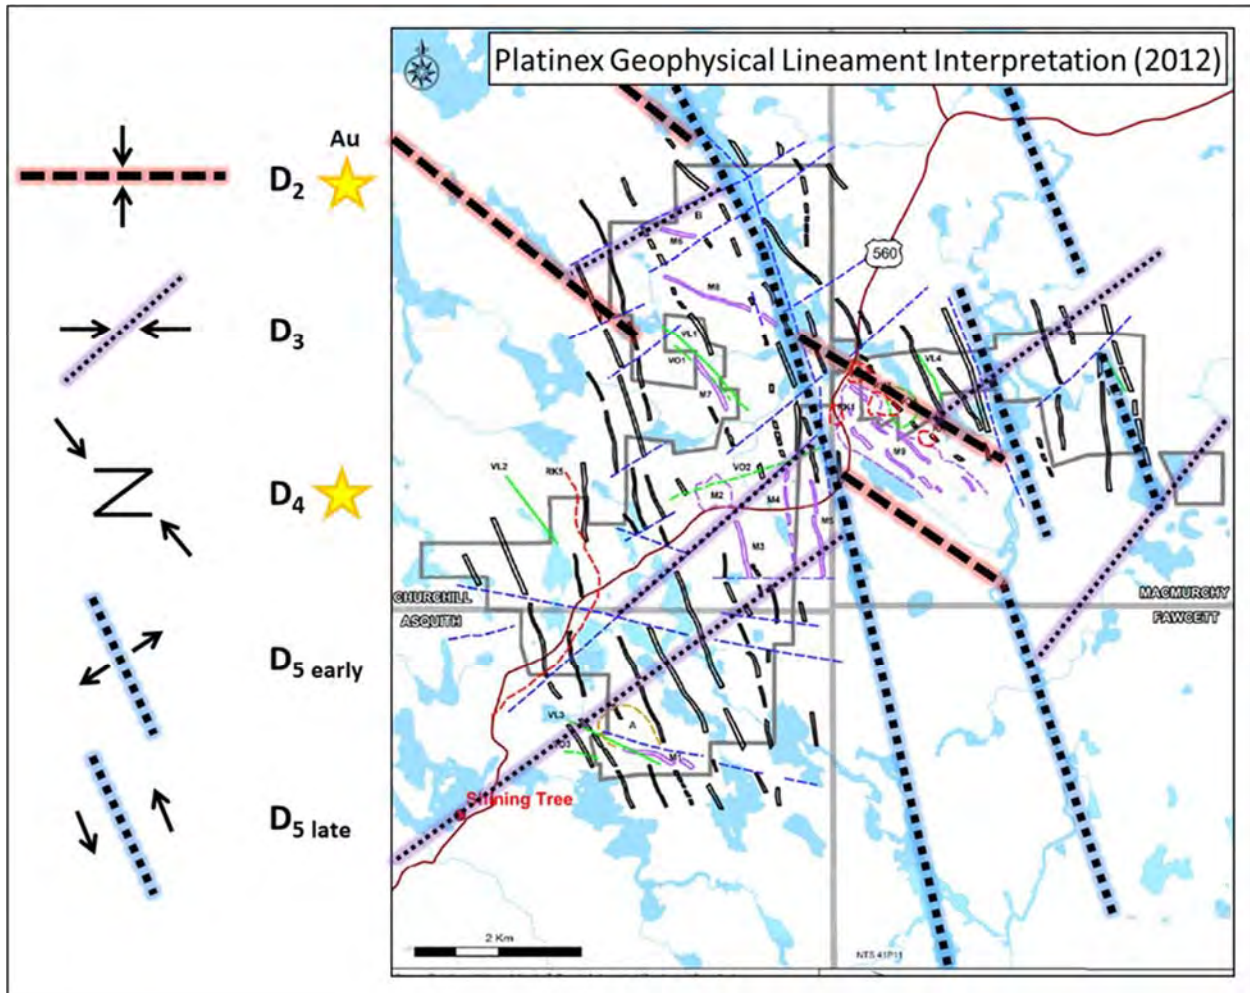 Platinex Geophysical Lineament Interpretation (2012)
Au
D2
D3
D4
D5 early
D5 late
560
B
M6
M8
VL1
VO1
M7
VL4
M9
VL2
RK5
VO2
M2
M4
M5
M3
CHURCHILL
ASQUITH
MACMURCHY
FAWCETT
VL3
A
Shining Tree
2 Km
NTS 41P11